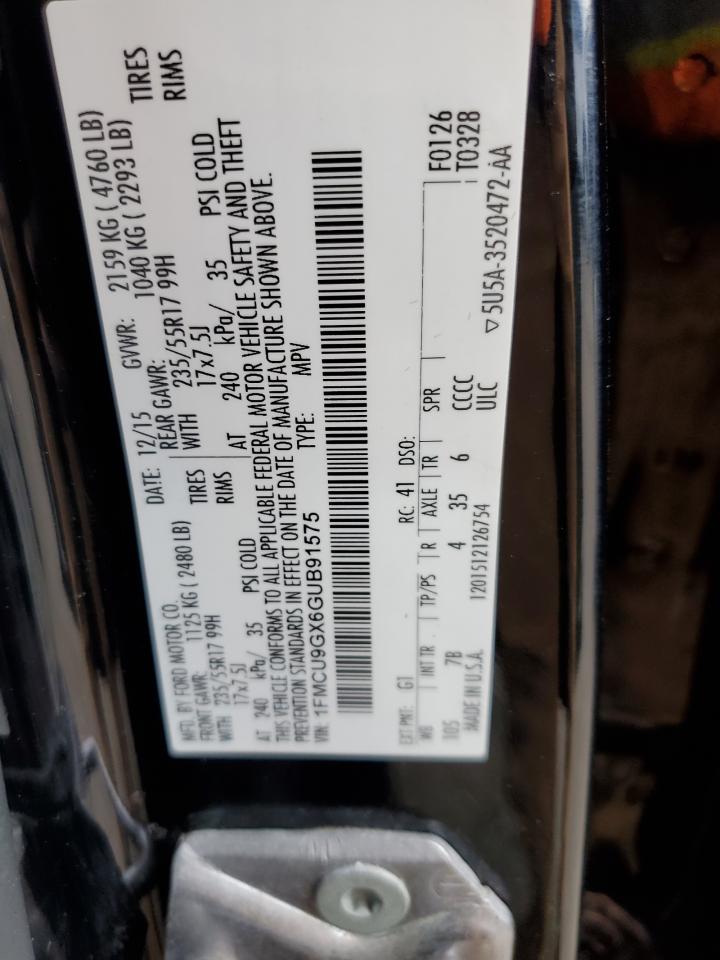 MFD. BY FORD MOTOR CO. DATE: 12/15 GVWR: 2159 KG ( 4760 LB)
FRONT GAWR: 1125 KG ( 2480 LB) REAR GAWR: 1040 KG ( 2293 LB)
WITH 235/55R17 99H TIRES WITH 235/55R17 99H TIRES
17x7.5J RIMS 17x7.5J RIMS
AT 240 kPa/ 35 PSI COLD AT 240 kPa/ 35 PSI COLD
THIS VEHICLE CONFORMS TO ALL APPLICABLE FEDERAL MOTOR VEHICLE SAFETY AND THEFT
PREVENTION STANDARDS IN EFFECT ON THE DATE OF MANUFACTURE SHOWN ABOVE.
VIN: 1FMCU9GX6GUB91575 TYPE: MPV
EXT PNT: G1 RC: 41 DSO: F0126
WB INT TR TP/PS R AXLE TR SPR T0328
105 7B 4 35 6 CCCC
ULC
MADE IN U.S.A. 1201512126754 ▽5U5A-3520472-AA